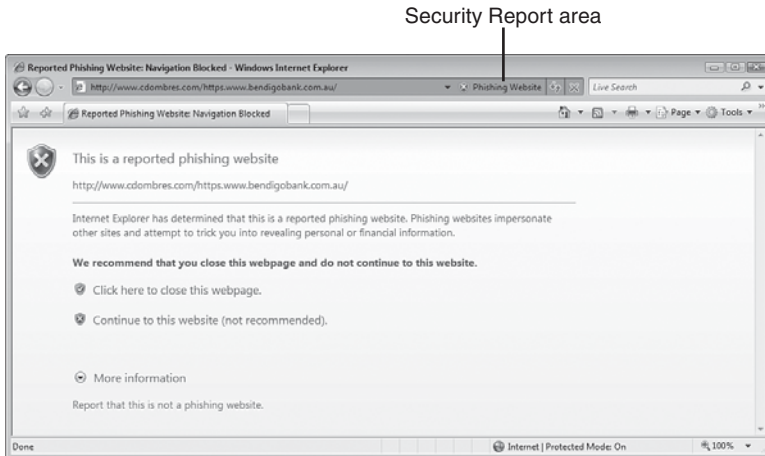 Security Report area
Reported Phishing Website: Navigation Blocked - Windows Internet Explorer
http://www.cdombres.com/https.www.bendigobank.com.au/
Phishing Website
Live Search
Reported Phishing Website: Navigation Blocked
Page
Tools
This is a reported phishing website
http://www.cdombres.com/https.www.bendigobank.com.au/
Internet Explorer has determined that this is a reported phishing website. Phishing websites impersonate
other sites and attempt to trick you into revealing personal or financial information.
We recommend that you close this webpage and do not continue to this website.
Click here to close this webpage.
Continue to this website (not recommended).
More information
Report that this is not a phishing website.
Done
Internet | Protected Mode: On
100%